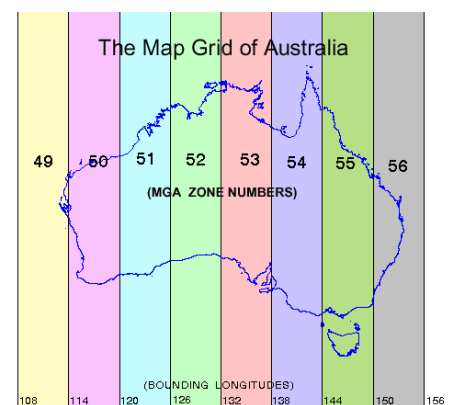 The Map Grid of Australia
49 50 51 52 53 54 55 56
(MGA ZONE NUMBERS)
(BOUNDING LONGITUDES)
108 114 120 126 132 138 144 150 156